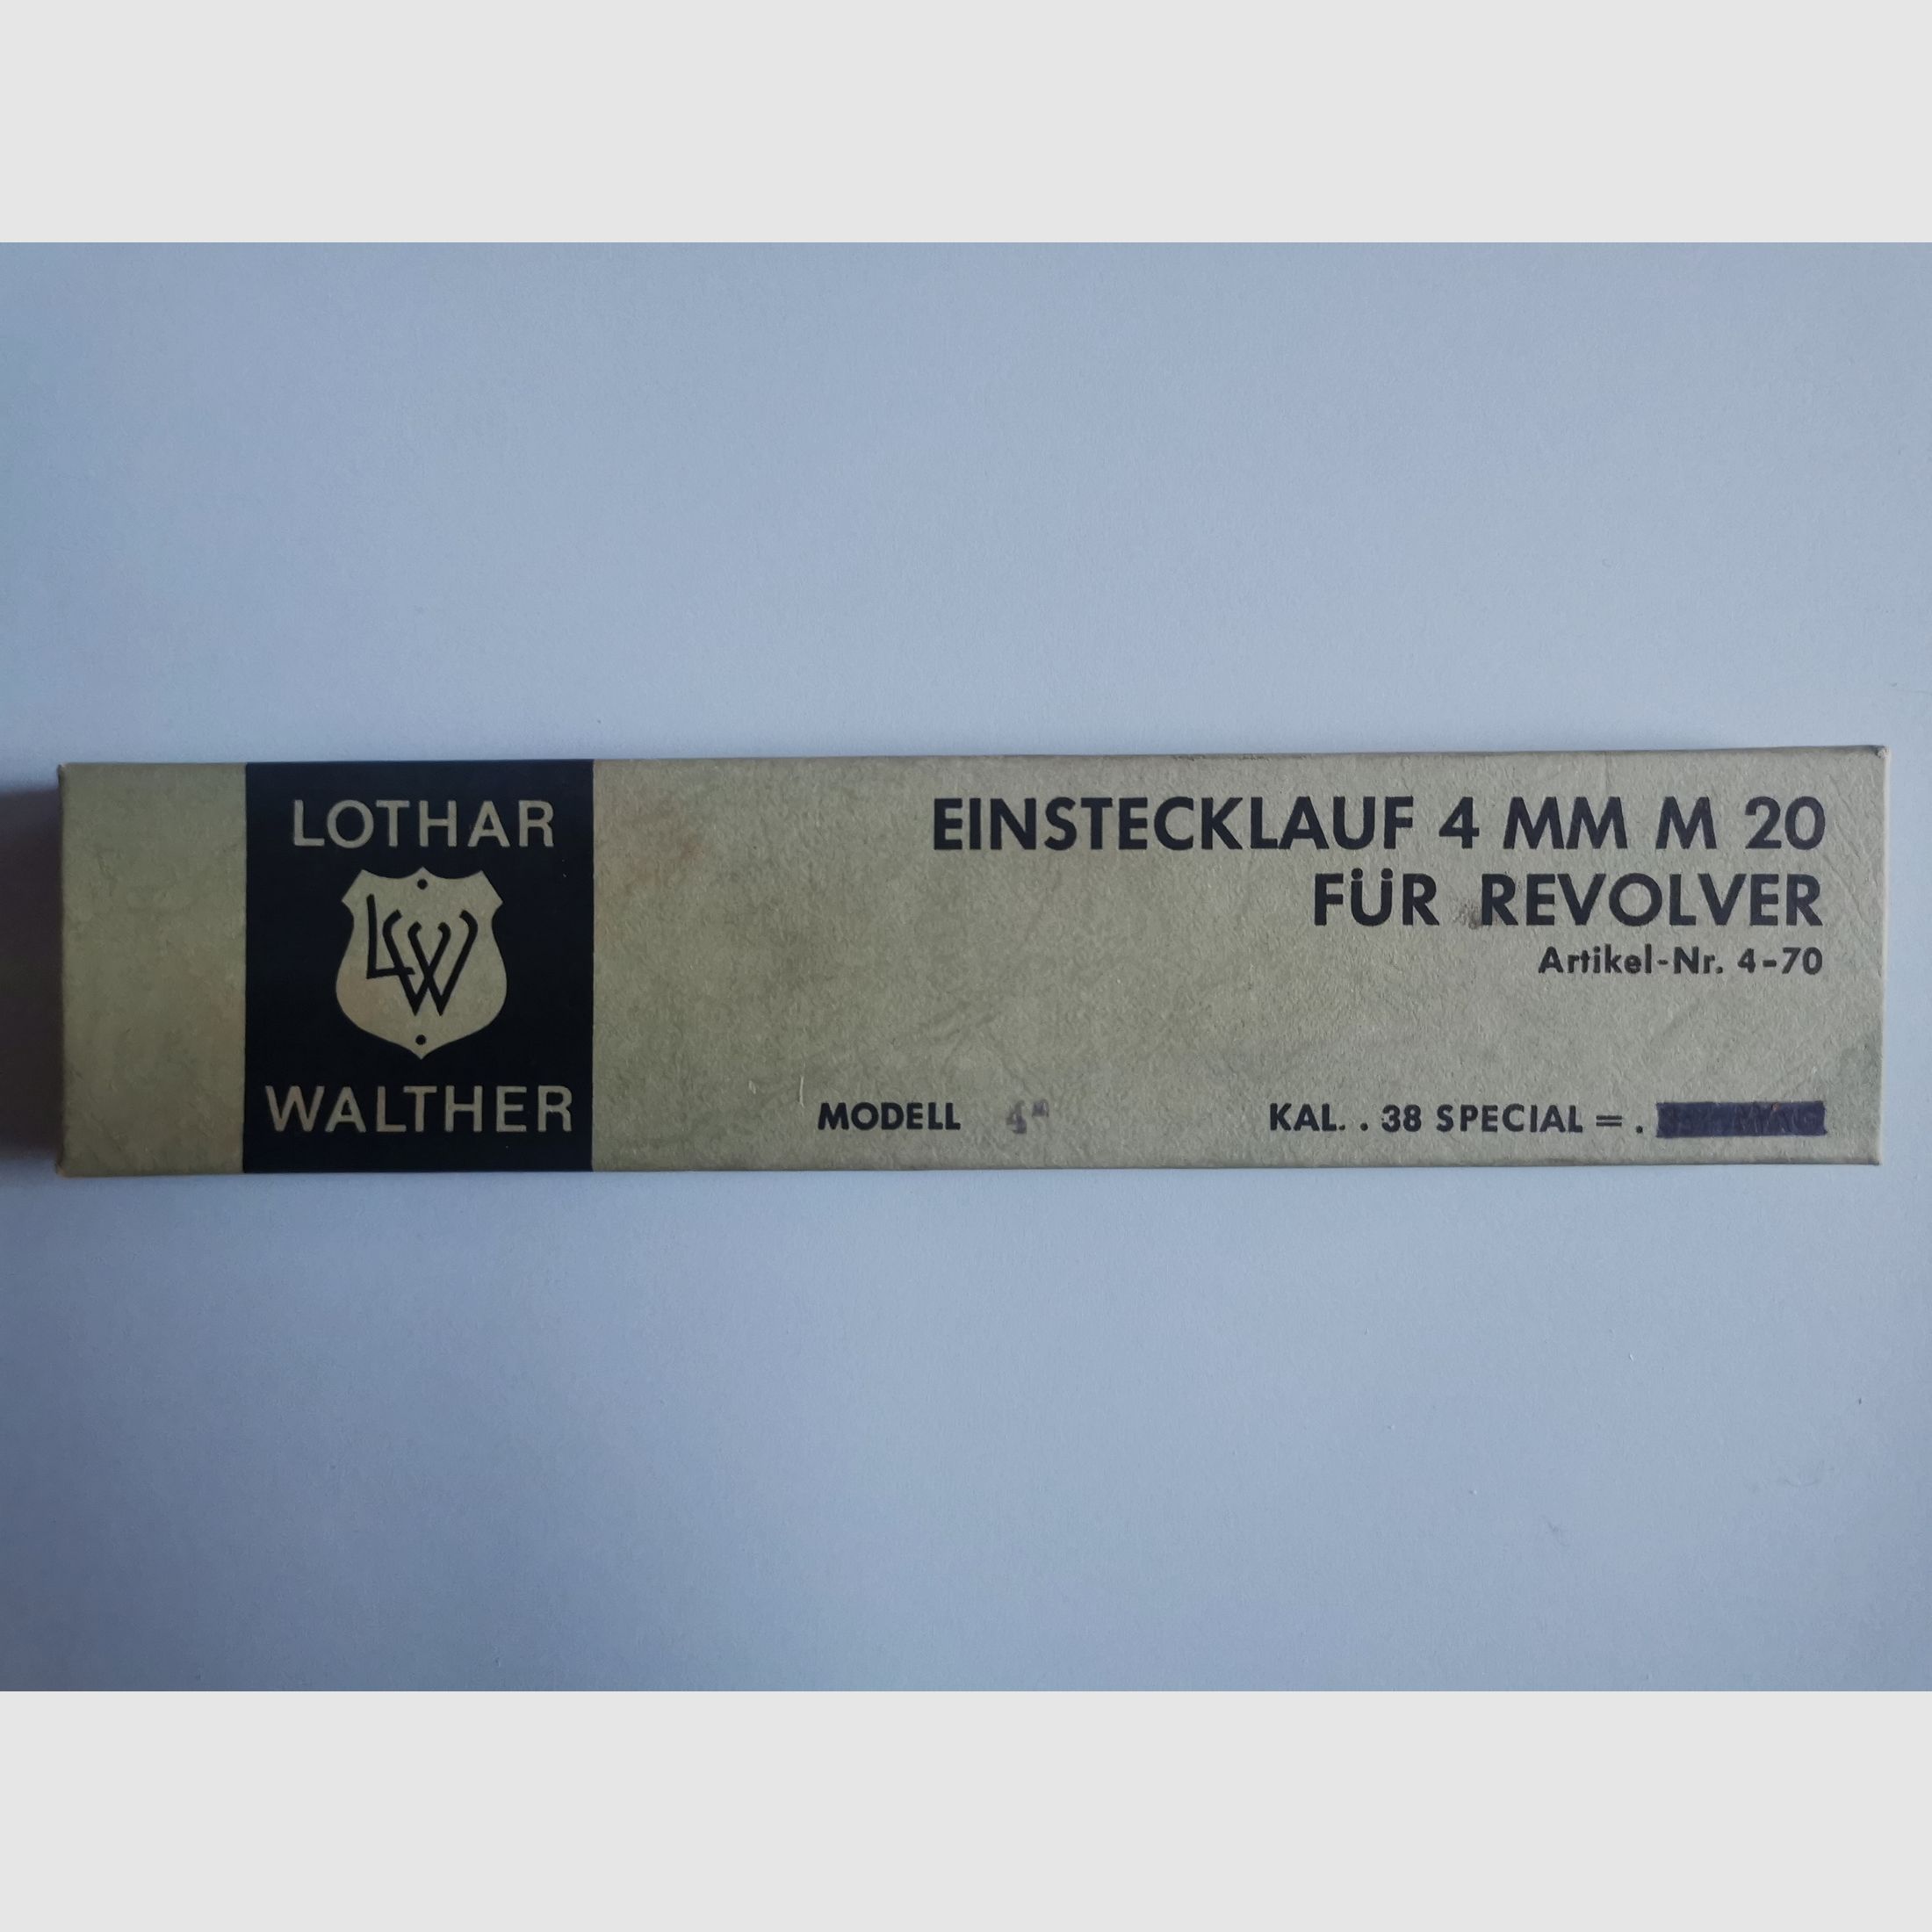 LOTHAR
LW
WALTHER
EINSTECKLAUF 4 MM M 20
FÜR REVOLVER
Artikel-Nr. 4-70
MODELL 4"
KAL. . 38 SPECIAL = .